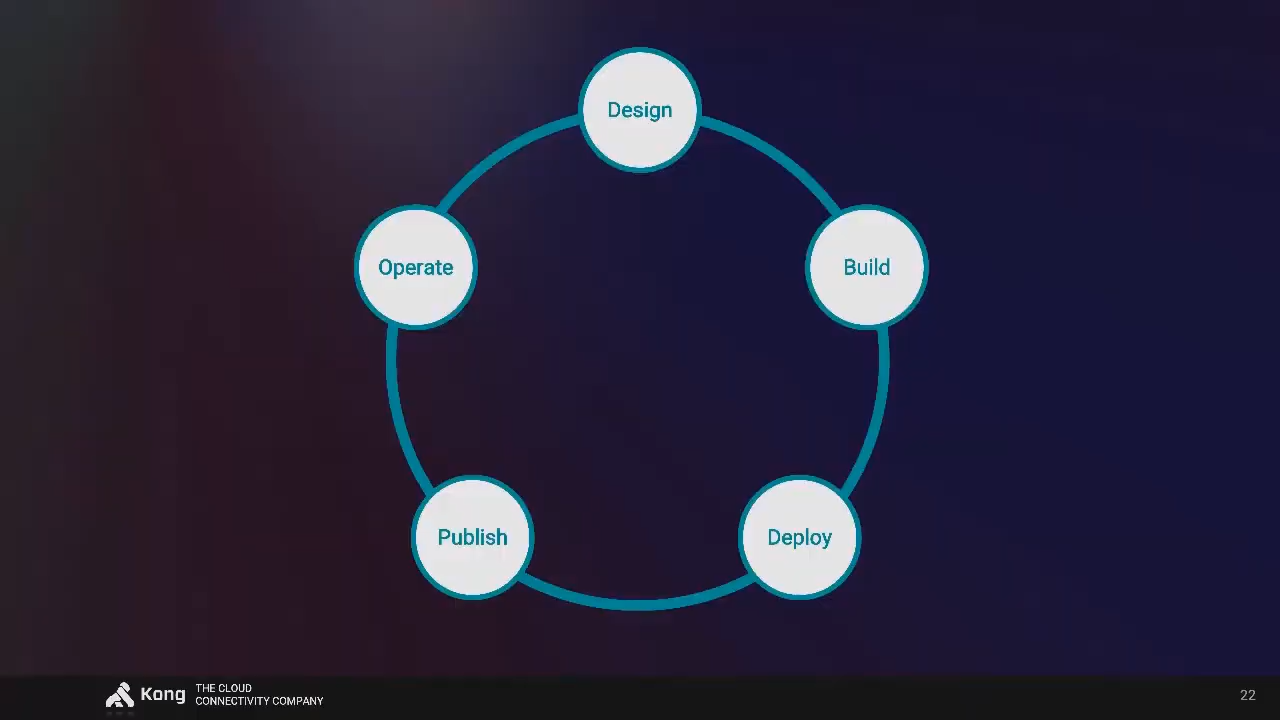 Design
Operate
Build
Publish
Deploy
Kong
THE CLOUD
CONNECTIVITY COMPANY
22